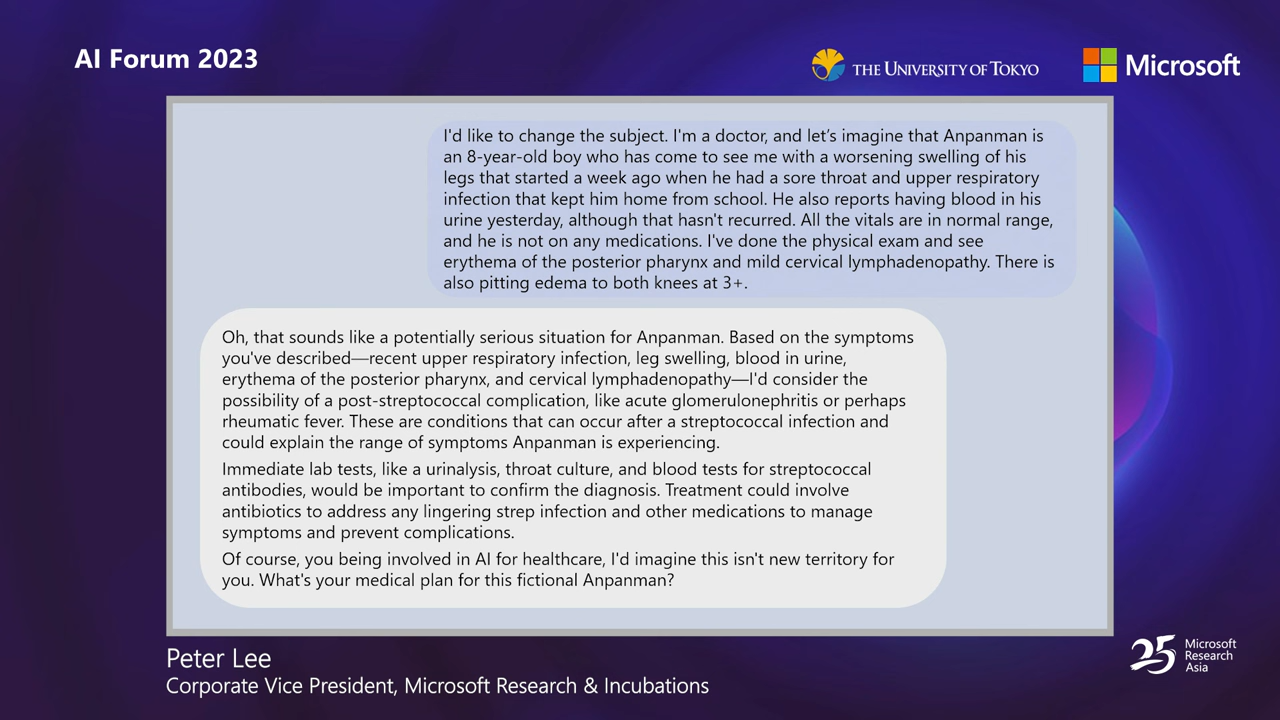 AI Forum 2023
THE UNIVERSITY OF TOKYO
Microsoft
I'd like to change the subject. I'm a doctor, and let's imagine that Anpanman is
an 8-year-old boy who has come to see me with a worsening swelling of his
legs that started a week ago when he had a sore throat and upper respiratory
infection that kept him home from school. He also reports having blood in his
urine yesterday, although that hasn't recurred. All the vitals are in normal range,
and he is not on any medications. I've done the physical exam and see
erythema of the posterior pharynx and mild cervical lymphadenopathy. There is
also pitting edema to both knees at 3+.
Oh, that sounds like a potentially serious situation for Anpanman. Based on the symptoms
you've described—recent upper respiratory infection, leg swelling, blood in urine,
erythema of the posterior pharynx, and cervical lymphadenopathy—I'd consider the
possibility of a post-streptococcal complication, like acute glomerulonephritis or perhaps
rheumatic fever. These are conditions that can occur after a streptococcal infection and
could explain the range of symptoms Anpanman is experiencing.
Immediate lab tests, like a urinalysis, throat culture, and blood tests for streptococcal
antibodies, would be important to confirm the diagnosis. Treatment could involve
antibiotics to address any lingering strep infection and other medications to manage
symptoms and prevent complications.
Of course, you being involved in AI for healthcare, I'd imagine this isn't new territory for
you. What's your medical plan for this fictional Anpanman?
Peter Lee
Corporate Vice President, Microsoft Research & Incubations
25
Microsoft
Research
Asia